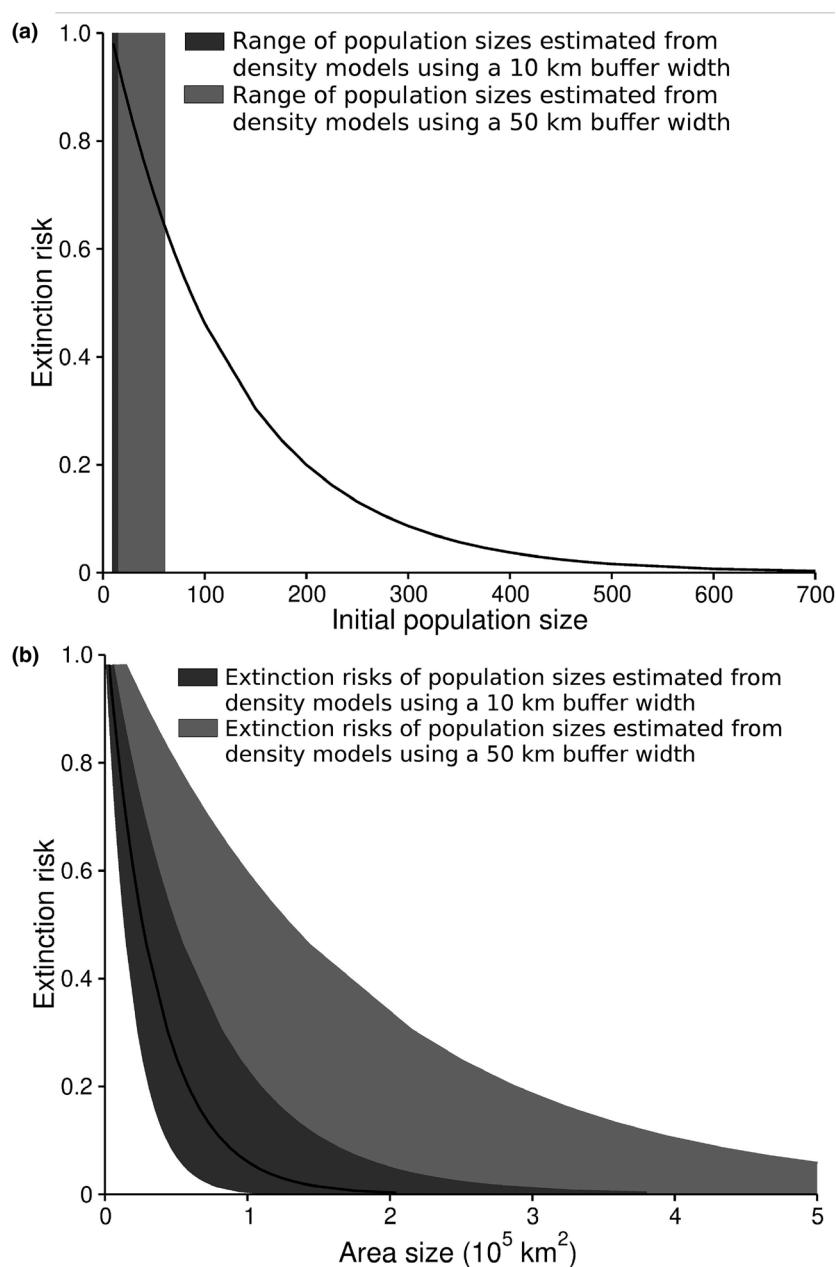 (a)
1.0
0.8
0.6
0.4
0.2
0
Extinction risk
Range of population sizes estimated from
density models using a 10 km buffer width
Range of population sizes estimated from
density models using a 50 km buffer width
0 100 200 300 400 500 600 700
Initial population size
(b)
1.0
0.8
0.6
0.4
0.2
0
Extinction risk
Extinction risks of population sizes estimated from
density models using a 10 km buffer width
Extinction risks of population sizes estimated from
density models using a 50 km buffer width
0 1 2 3 4 5
Area size (10⁵ km²)